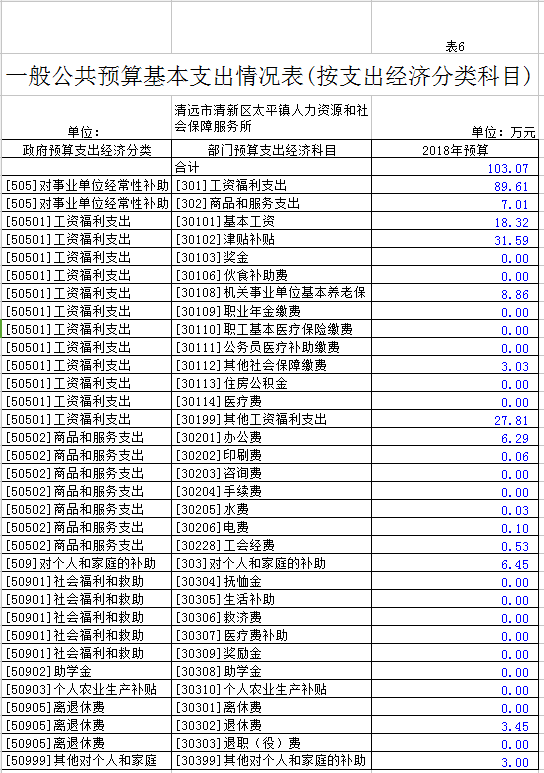 表6
一般公共预算基本支出情况表(按支出经济分类科目)
单位： 清远市清新区太平镇人力资源和社会保障服务所 单位：万元
政府预算支出经济分类 部门预算支出经济科目 2018年预算
合计 103.07
[505]对事业单位经常性补助 [301]工资福利支出 89.61
[505]对事业单位经常性补助 [302]商品和服务支出 7.01
[50501]工资福利支出 [30101]基本工资 18.32
[50501]工资福利支出 [30102]津贴补贴 31.59
[50501]工资福利支出 [30103]奖金 0.00
[50501]工资福利支出 [30106]伙食补助费 0.00
[50501]工资福利支出 [30108]机关事业单位基本养老保 8.86
[50501]工资福利支出 [30109]职业年金缴费 0.00
[50501]工资福利支出 [30110]职工基本医疗保险缴费 0.00
[50501]工资福利支出 [30111]公务员医疗补助缴费 0.00
[50501]工资福利支出 [30112]其他社会保障缴费 3.03
[50501]工资福利支出 [30113]住房公积金 0.00
[50501]工资福利支出 [30114]医疗费 0.00
[50501]工资福利支出 [30199]其他工资福利支出 27.81
[50502]商品和服务支出 [30201]办公费 6.29
[50502]商品和服务支出 [30202]印刷费 0.06
[50502]商品和服务支出 [30203]咨询费 0.00
[50502]商品和服务支出 [30204]手续费 0.00
[50502]商品和服务支出 [30205]水费 0.03
[50502]商品和服务支出 [30206]电费 0.10
[50502]商品和服务支出 [30228]工会经费 0.53
[509]对个人和家庭的补助 [303]对个人和家庭的补助 6.45
[50901]社会福利和救助 [30304]抚恤金 0.00
[50901]社会福利和救助 [30305]生活补助 0.00
[50901]社会福利和救助 [30306]救济费 0.00
[50901]社会福利和救助 [30307]医疗费补助 0.00
[50901]社会福利和救助 [30309]奖励金 0.00
[50902]助学金 [30308]助学金 0.00
[50903]个人农业生产补贴 [30310]个人农业生产补贴 0.00
[50905]离退休费 [30301]离休费 0.00
[50905]离退休费 [30302]退休费 3.45
[50905]离退休费 [30303]退职（役）费 0.00
[50999]其他对个人和家庭 [30399]其他对个人和家庭的补助 3.00